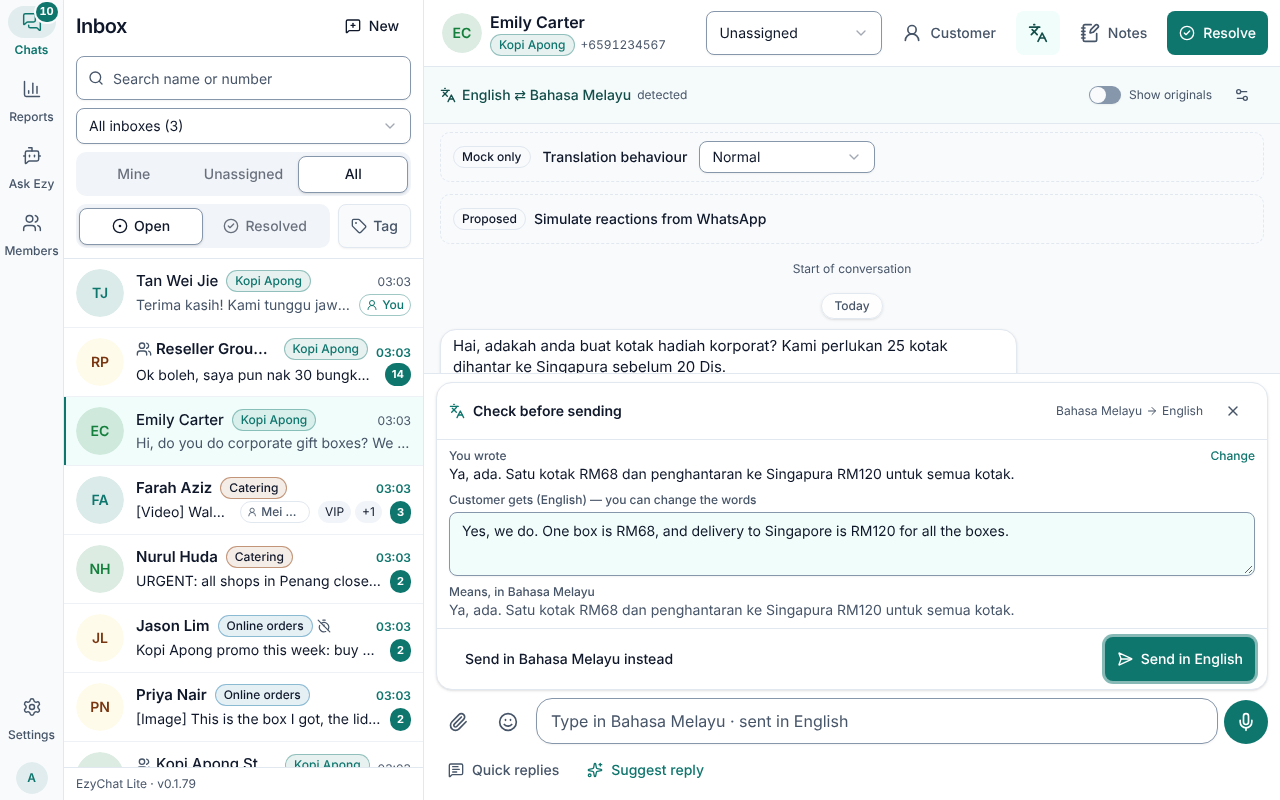 10
Chats
Reports
Ask Ezy
Members
Settings
A
Inbox
New
Search name or number
All inboxes (3)
Mine
Unassigned
All
Open
Resolved
Tag
TJ
Tan Wei Jie
Kopi Apong
03:03
Terima kasih! Kami tunggu jaw...
You
RP
Reseller Grou...
Kopi Apong
03:03
Ok boleh, saya pun nak 30 bungk...
14
EC
Emily Carter
Kopi Apong
03:03
Hi, do you do corporate gift boxes? We ...
FA
Farah Aziz
Catering
03:03
[Video] Wal...
Mei ...
VIP
+1
3
NH
Nurul Huda
Catering
03:03
URGENT: all shops in Penang close...
2
JL
Jason Lim
Online orders
03:03
Kopi Apong promo this week: buy ...
2
PN
Priya Nair
Online orders
03:03
[Image] This is the box I got, the lid...
2
Kopi Apong St...
Kopi Apong
03:03
EzyChat Lite · v0.1.79
EC
Emily Carter
Kopi Apong
+6591234567
Unassigned
Customer
Notes
Resolve
English ⇄ Bahasa Melayu detected
Show originals
Mock only
Translation behaviour
Normal
Proposed
Simulate reactions from WhatsApp
Start of conversation
Today
Hai, adakah anda buat kotak hadiah korporat? Kami perlukan 25 kotak
dihantar ke Singapura sebelum 20 Dis.
Check before sending
Bahasa Melayu → English
You wrote
Change
Ya, ada. Satu kotak RM68 dan penghantaran ke Singapura RM120 untuk semua kotak.
Customer gets (English) — you can change the words
Yes, we do. One box is RM68, and delivery to Singapore is RM120 for all the boxes.
Means, in Bahasa Melayu
Ya, ada. Satu kotak RM68 dan penghantaran ke Singapura RM120 untuk semua kotak.
Send in Bahasa Melayu instead
Send in English
Type in Bahasa Melayu · sent in English
Quick replies
Suggest reply